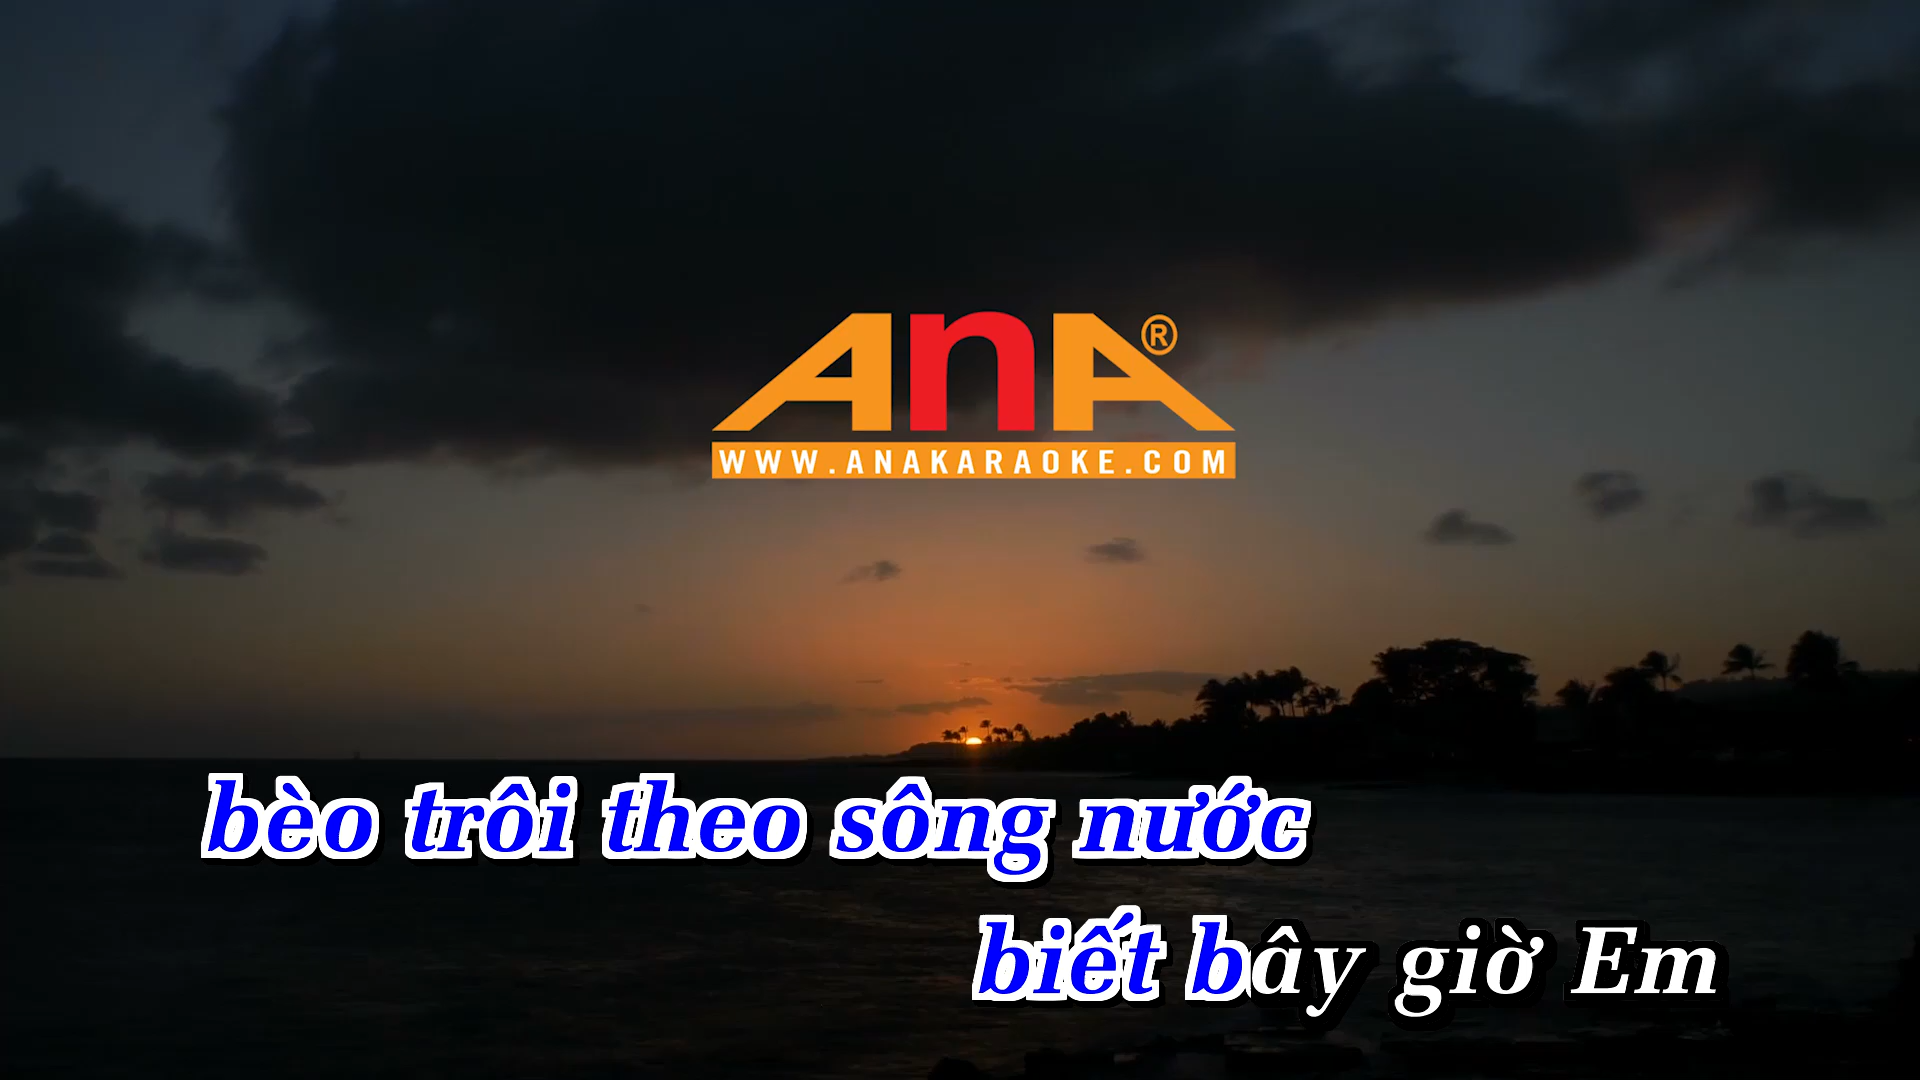 AnA®
WWW.ANAKARAOKE.COM
bèo trôi theo sông nước
biết bây giờ Em